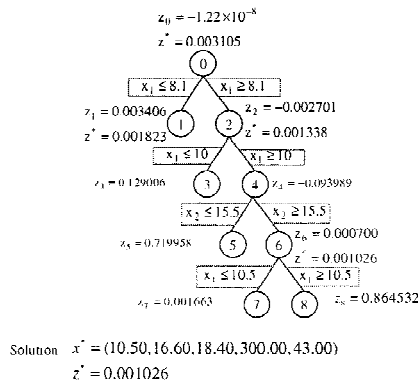 z₀ = −1.22×10⁻⁸
z* = 0.003105
0
x₁ ≤ 8.1 x₁ ≥ 8.1
z₁ = 0.003406 z₂ = −0.002701
z* = 0.001823 1 2 z* = 0.001338
x₁ ≤ 10 x₁ ≥ 10
z₃ = 0.129006 3 4 z₄ = −0.093989
x₂ ≤ 15.5 x₂ ≥ 15.5
z₅ = 0.719958 5 6 z₆ = 0.000700
z* = 0.001026
x₁ ≤ 10.5 x₁ ≥ 10.5
z₇ = 0.001663 7 8 z₈ = 0.864532
Solution x* = (10.50, 16.60, 18.40, 300.00, 43.00)
z* = 0.001026